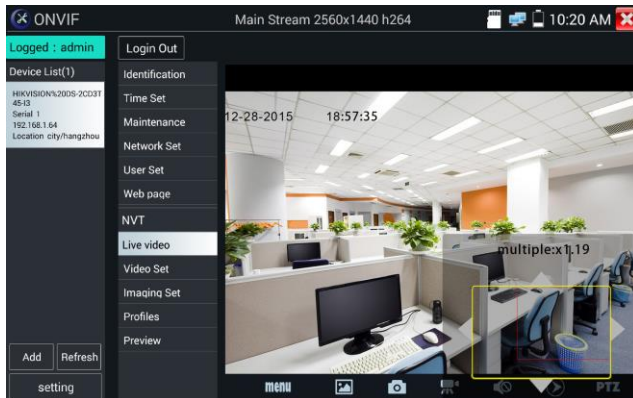 ONVIF
Main Stream 2560x1440 h264
10:20 AM
Logged : admin
Login Out
Device List(1)
HIKVISION%20DS-2CD3T
45-I3
Serial 1
192.168.1.64
Location city/hangzhou
Identification
Time Set
Maintenance
Network Set
User Set
Web page
NVT
Live video
Video Set
Imaging Set
Profiles
Preview
12-28-2015 18:57:35
multiple:x1.19
Add
Refresh
setting
menu
PTZ